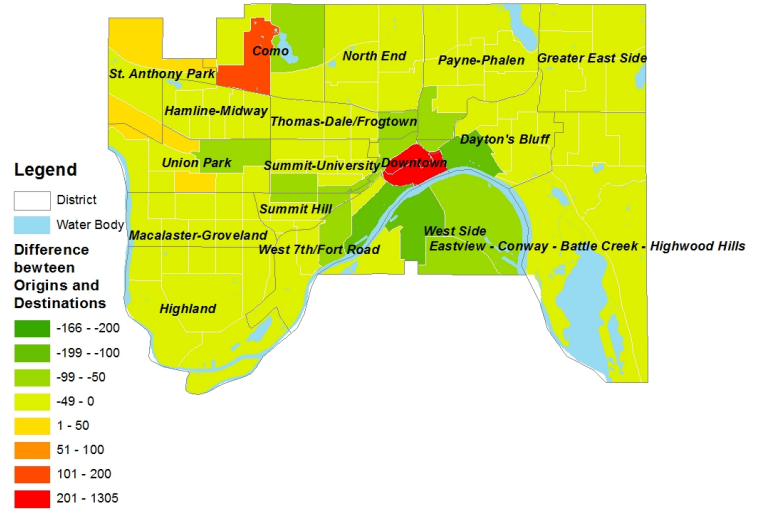 Como
North End
Payne-Phalen
Greater East Side
St. Anthony Park
Hamline-Midway
Thomas-Dale/Frogtown
Dayton's Bluff
Union Park
Summit-University
Downtown
Summit Hill
Macalaster-Groveland
West 7th/Fort Road
West Side
Eastview - Conway - Battle Creek - Highwood Hills
Highland
Legend
District
Water Body
Difference
bewteen
Origins and
Destinations
-166 - -200
-199 - -100
-99 - -50
-49 - 0
1 - 50
51 - 100
101 - 200
201 - 1305